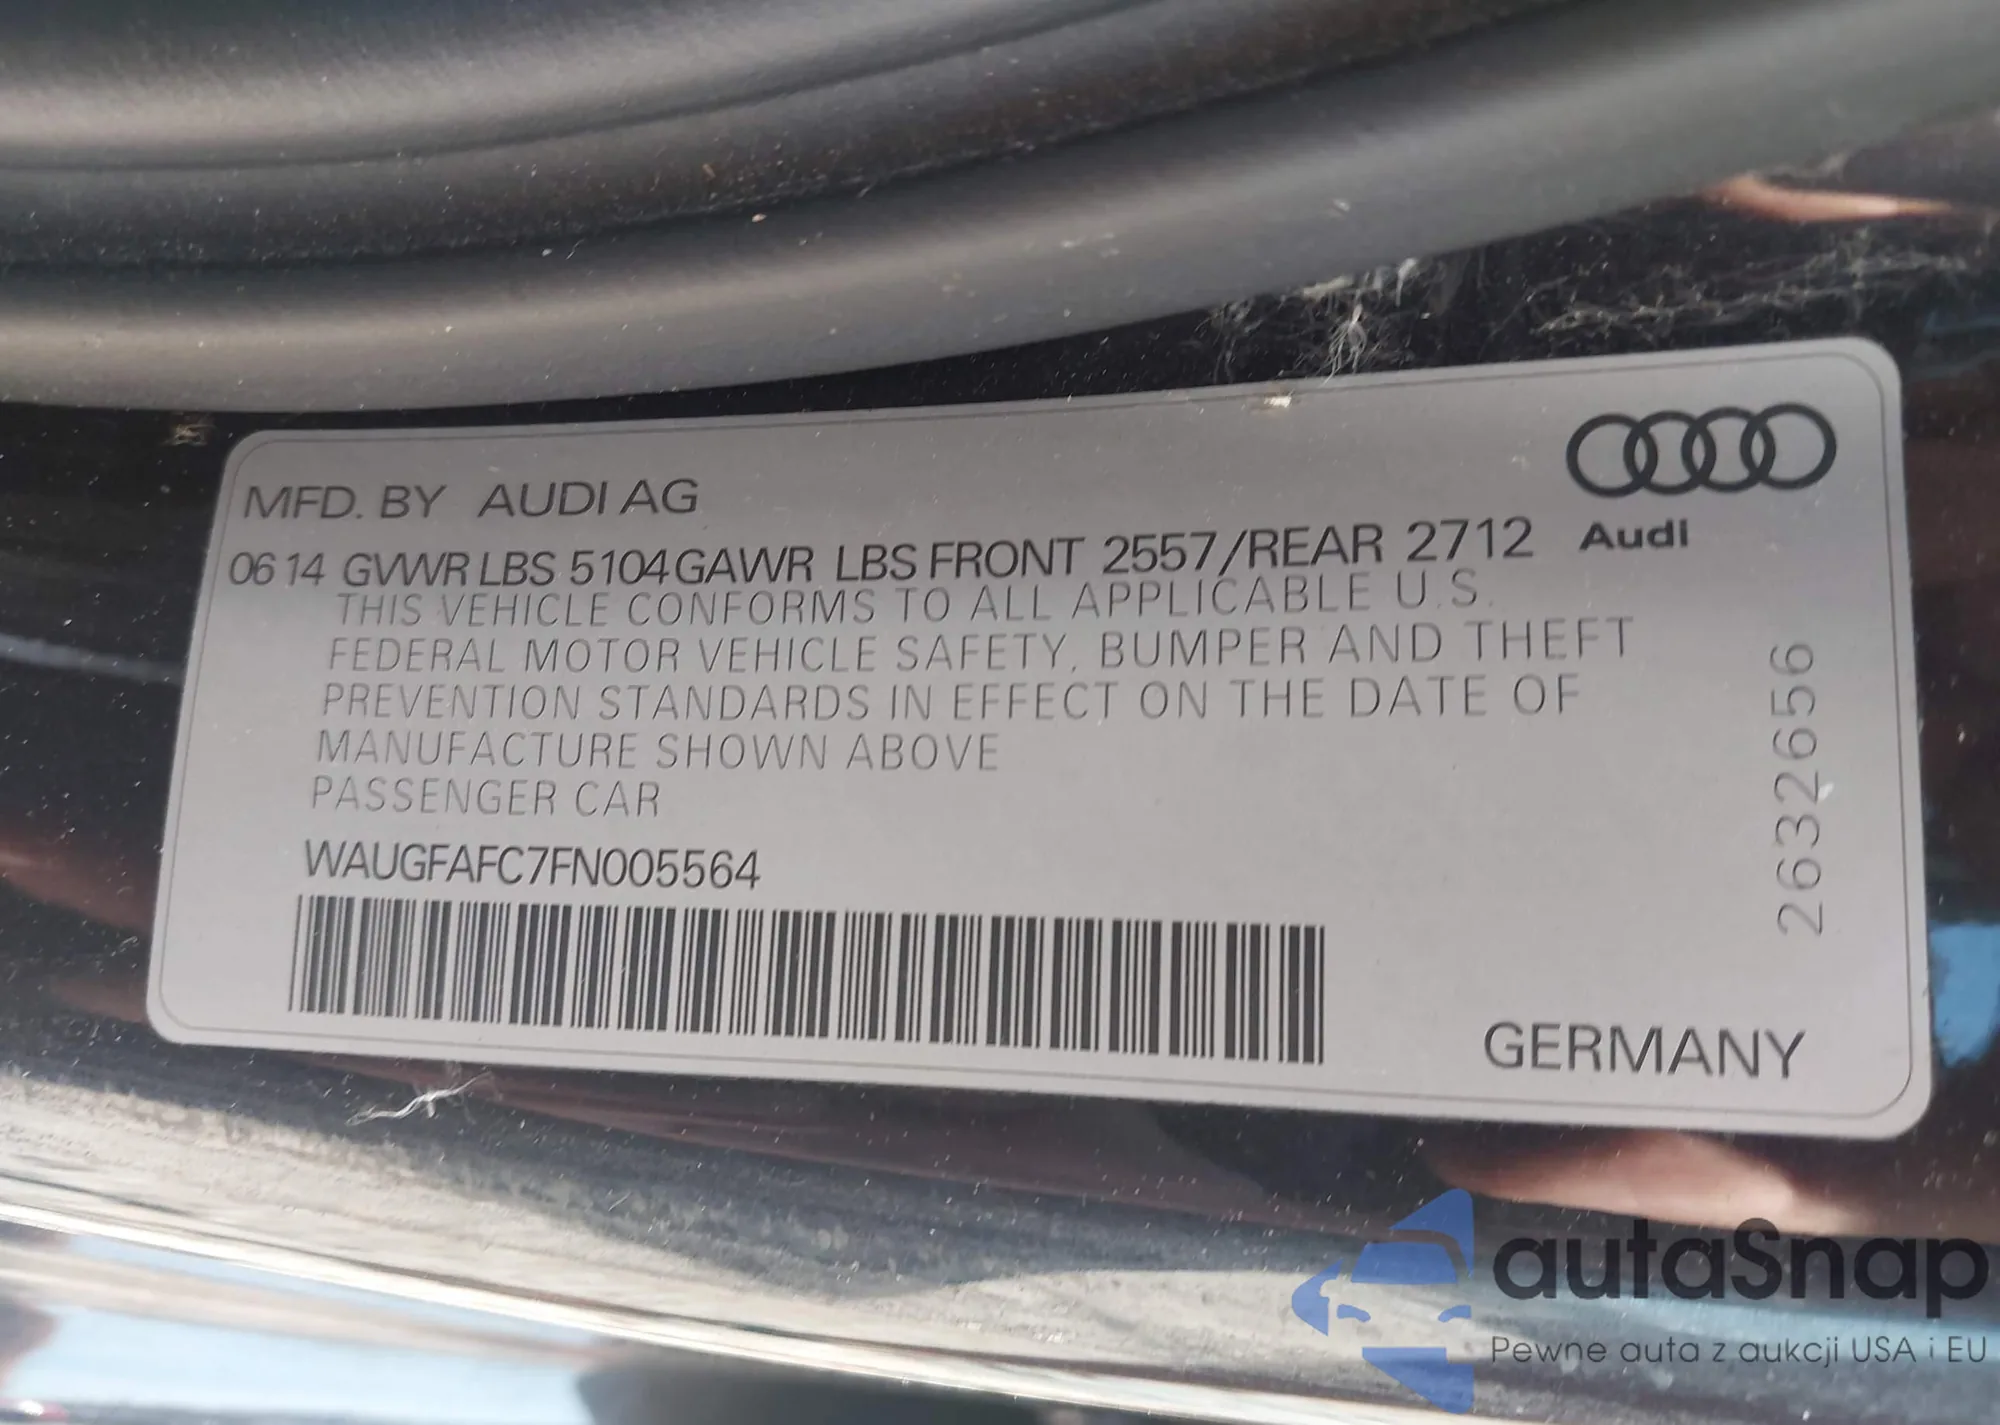 MFD. BY AUDI AG
Audi
06 14 GVWR LBS 5104 GAWR LBS FRONT 2557/REAR 2712
THIS VEHICLE CONFORMS TO ALL APPLICABLE U.S.
FEDERAL MOTOR VEHICLE SAFETY, BUMPER AND THEFT
PREVENTION STANDARDS IN EFFECT ON THE DATE OF
MANUFACTURE SHOWN ABOVE
PASSENGER CAR
WAUGFAFC7FN005564
26326656
GERMANY
autaSnap
Pewne auta z aukcji USA i EU